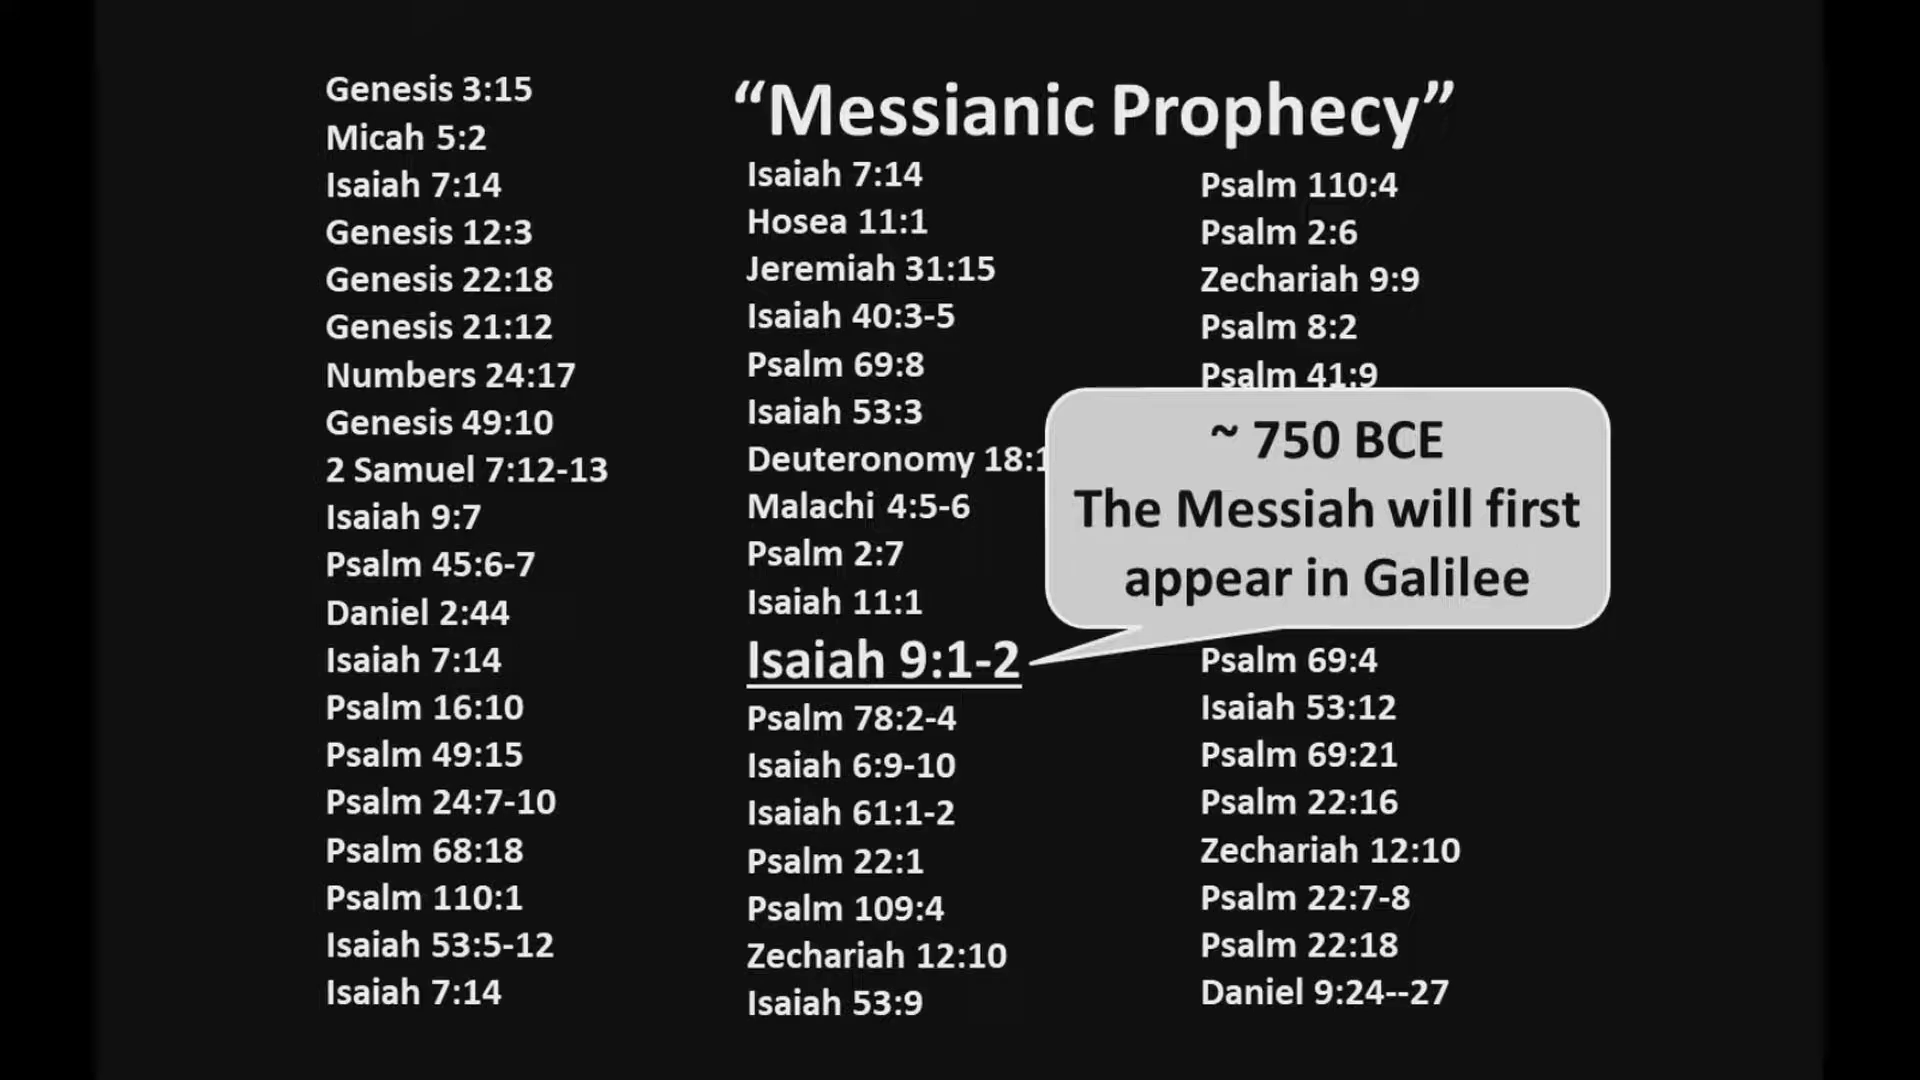 “Messianic Prophecy”
Genesis 3:15
Micah 5:2
Isaiah 7:14
Genesis 12:3
Genesis 22:18
Genesis 21:12
Numbers 24:17
Genesis 49:10
2 Samuel 7:12-13
Isaiah 9:7
Psalm 45:6-7
Daniel 2:44
Isaiah 7:14
Psalm 16:10
Psalm 49:15
Psalm 24:7-10
Psalm 68:18
Psalm 110:1
Isaiah 53:5-12
Isaiah 7:14
Isaiah 7:14
Hosea 11:1
Jeremiah 31:15
Isaiah 40:3-5
Psalm 69:8
Isaiah 53:3
Deuteronomy
Malachi 4:5-6
Psalm 2:7
Isaiah 11:1
Isaiah 9:1-2
Psalm 78:2-4
Isaiah 6:9-10
Isaiah 61:1-2
Psalm 22:1
Psalm 109:4
Zechariah 12:10
Isaiah 53:9
Psalm 110:4
Psalm 2:6
Zechariah 9:9
Psalm 8:2
Psalm 41:9
~ 750 BCE
The Messiah will first
appear in Galilee
Psalm 69:4
Isaiah 53:12
Psalm 69:21
Psalm 22:16
Zechariah 12:10
Psalm 22:7-8
Psalm 22:18
Daniel 9:24--27